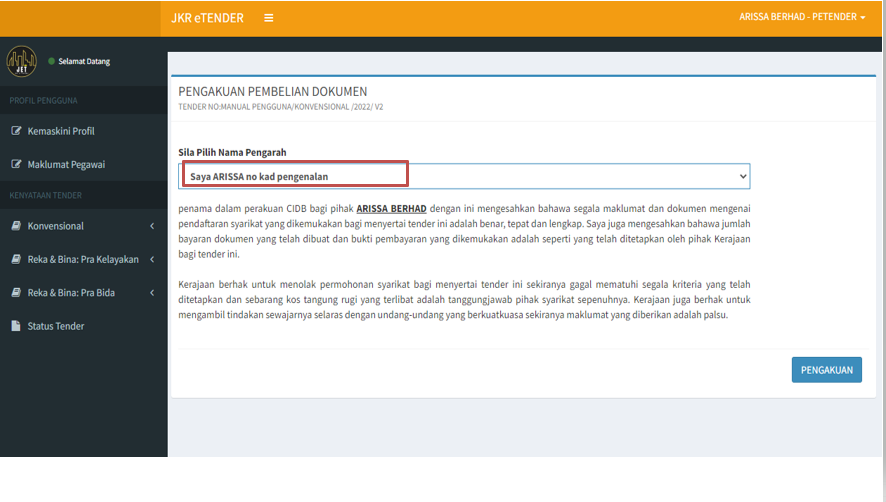 JKR eTENDER
ARISSA BERHAD - PETENDER
JET
Selamat Datang
PROFIL PENGGUNA
Kemaskini Profil
Maklumat Pegawai
KENYATAAN TENDER
Konvensional
Reka & Bina: Pra Kelayakan
Reka & Bina: Pra Bida
Status Tender
PENGAKUAN PEMBELIAN DOKUMEN
TENDER NO:MANUAL PENGGUNA/KONVENSIONAL /2022/ V2
Sila Pilih Nama Pengarah
Saya ARISSA no kad pengenalan
penama dalam perakuan CIDB bagi pihak ARISSA BERHAD dengan ini mengesahkan bahawa segala maklumat dan dokumen mengenai
pendaftaran syarikat yang dikemukakan bagi menyertai tender ini adalah benar, tepat dan lengkap. Saya juga mengesahkan bahawa jumlah
bayaran dokumen yang telah dibuat dan bukti pembayaran yang dikemukakan adalah seperti yang telah ditetapkan oleh pihak Kerajaan
bagi tender ini.
Kerajaan berhak untuk menolak permohonan syarikat bagi menyertai tender ini sekiranya gagal mematuhi segala kriteria yang telah
ditetapkan dan sebarang kos tangung rugi yang terlibat adalah tanggungjawab pihak syarikat sepenuhnya. Kerajaan juga berhak untuk
mengambil tindakan sewajarnya selaras dengan undang-undang yang berkuatkuasa sekiranya maklumat yang diberikan adalah palsu.
PENGAKUAN